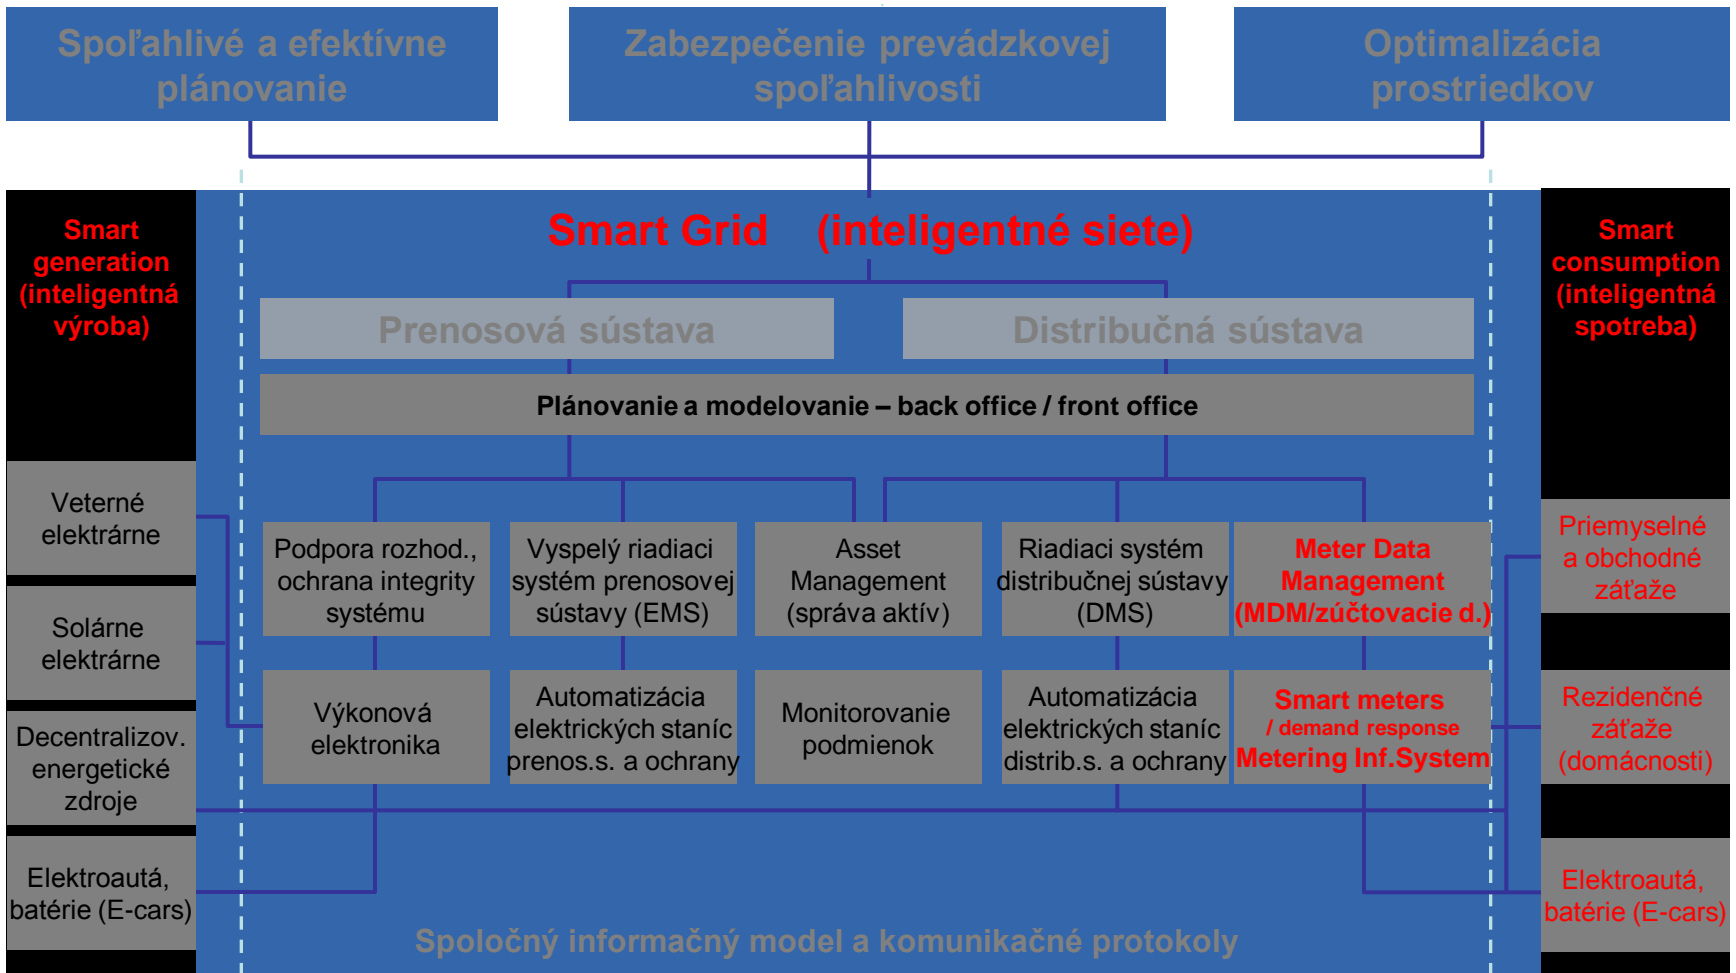 Spoľahlivé a efektívne
plánovanie
Zabezpečenie prevádzkovej
spoľahlivosti
Optimalizácia
prostriedkov
Smart
generation
(inteligentná
výroba)
Smart Grid (inteligentné siete)
Smart
consumption
(inteligentná
spotreba)
Prenosová sústava
Distribučná sústava
Plánovanie a modelovanie – back office / front office
Veterné
elektrárne
Solárne
elektrárne
Decentralizov.
energetické
zdroje
Elektroautá,
batérie (E-cars)
Podpora rozhod.,
ochrana integrity
systému
Vyspelý riadiaci
systém prenosovej
sústavy (EMS)
Asset
Management
(správa aktív)
Riadiaci systém
distribučnej sústavy
(DMS)
Meter Data
Management
(MDM/zúčtovacie d.)
Výkonová
elektronika
Automatizácia
elektrických staníc
prenos.s. a ochrany
Monitorovanie
podmienok
Automatizácia
elektrických staníc
distrib.s. a ochrany
Smart meters
/ demand response
Metering Inf.System
Priemyselné
a obchodné
záťaže
Rezidenčné
záťaže
(domácnosti)
Elektroautá,
batérie (E-cars)
Spoločný informačný model a komunikačné protokoly